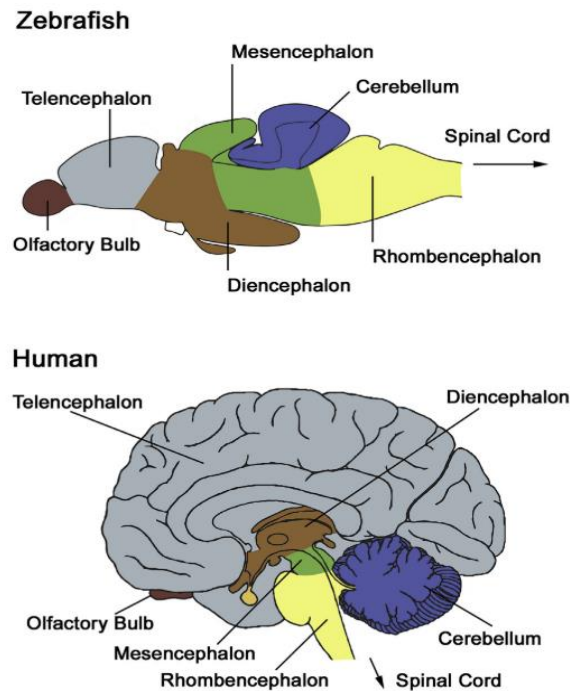 Zebrafish
Mesencephalon
Telencephalon
Cerebellum
Spinal Cord
Olfactory Bulb
Rhombencephalon
Diencephalon
Human
Telencephalon
Diencephalon
Olfactory Bulb
Mesencephalon
Rhombencephalon
Cerebellum
Spinal Cord